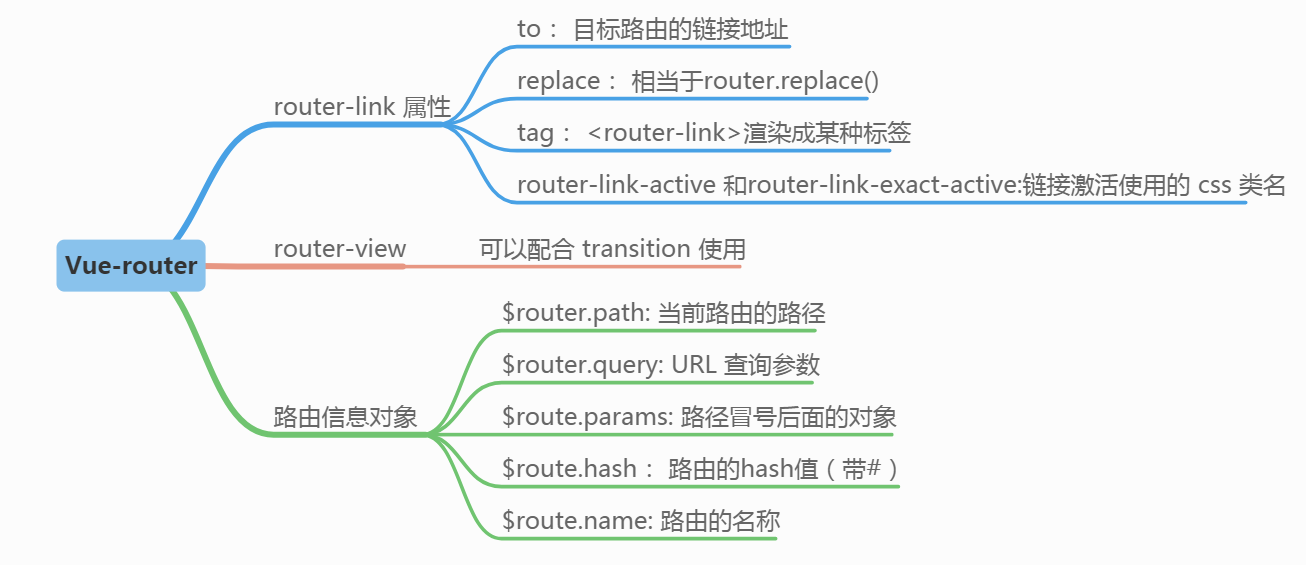 Vue-router
router-link 属性
to： 目标路由的链接地址
replace： 相当于router.replace()
tag： <router-link>渲染成某种标签
router-link-active 和router-link-exact-active:链接激活使用的 css 类名
router-view
可以配合 transition 使用
路由信息对象
$router.path: 当前路由的路径
$router.query: URL 查询参数
$route.params: 路径冒号后面的对象
$route.hash： 路由的hash值（带#）
$route.name: 路由的名称